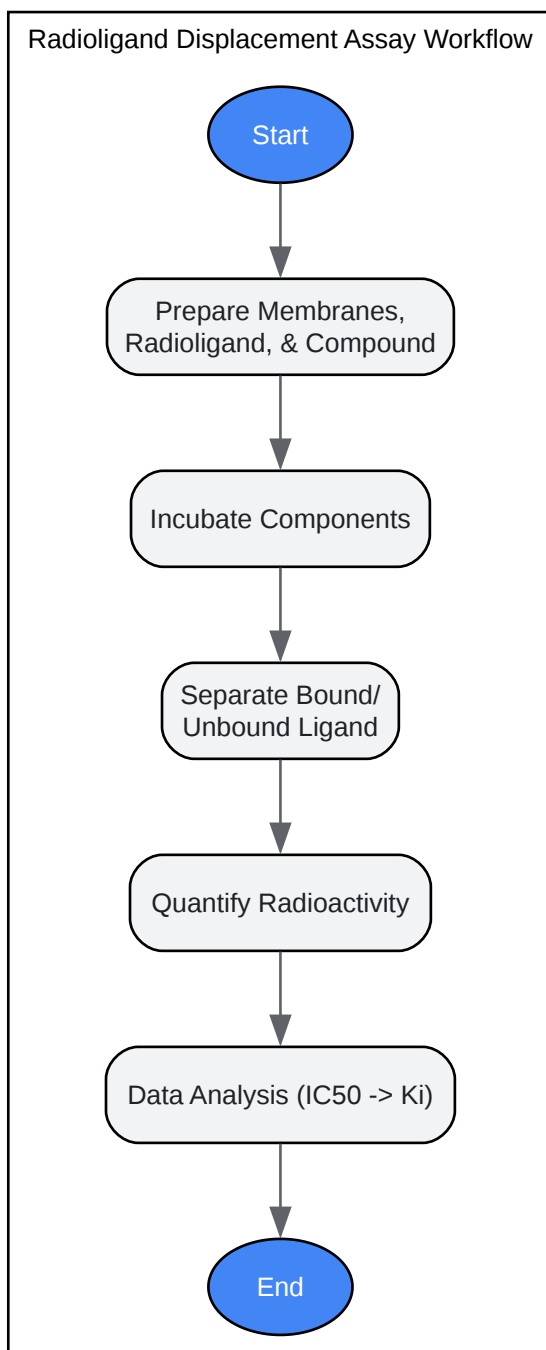 Radioligand Displacement Assay Workflow
Start
Prepare Membranes,
Radioligand, & Compound
Incubate Components
Separate Bound/
Unbound Ligand
Quantify Radioactivity
Data Analysis (IC50 -> Ki)
End